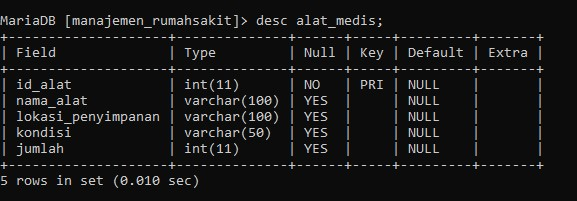 MariaDB [manajemen_rumahsakit]> desc alat_medis;
+--------------------+--------------+------+-----+---------+-------+
| Field              | Type         | Null | Key | Default | Extra |
+--------------------+--------------+------+-----+---------+-------+
| id_alat            | int(11)      | NO   | PRI | NULL    |       |
| nama_alat          | varchar(100) | YES  |     | NULL    |       |
| lokasi_penyimpanan | varchar(100) | YES  |     | NULL    |       |
| kondisi            | varchar(50)  | YES  |     | NULL    |       |
| jumlah             | int(11)      | YES  |     | NULL    |       |
+--------------------+--------------+------+-----+---------+-------+
5 rows in set (0.010 sec)